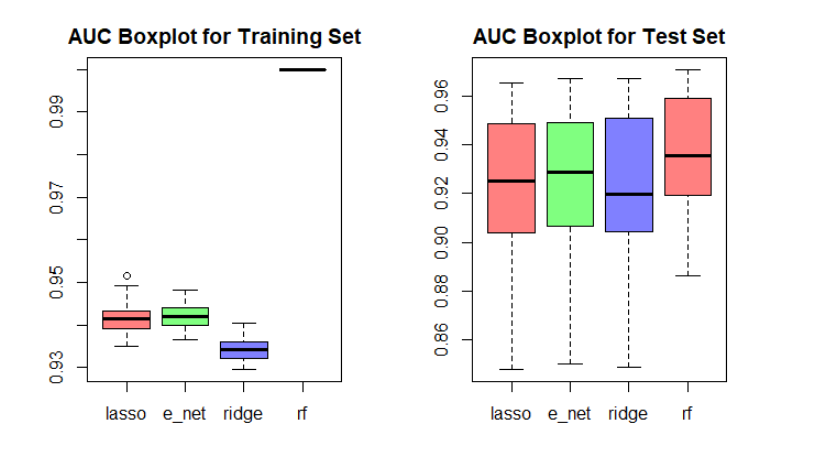 AUC Boxplot for Training Set
0.99
0.97
0.95
0.93
lasso e_net ridge rf
AUC Boxplot for Test Set
0.96
0.94
0.92
0.90
0.88
0.86
lasso e_net ridge rf